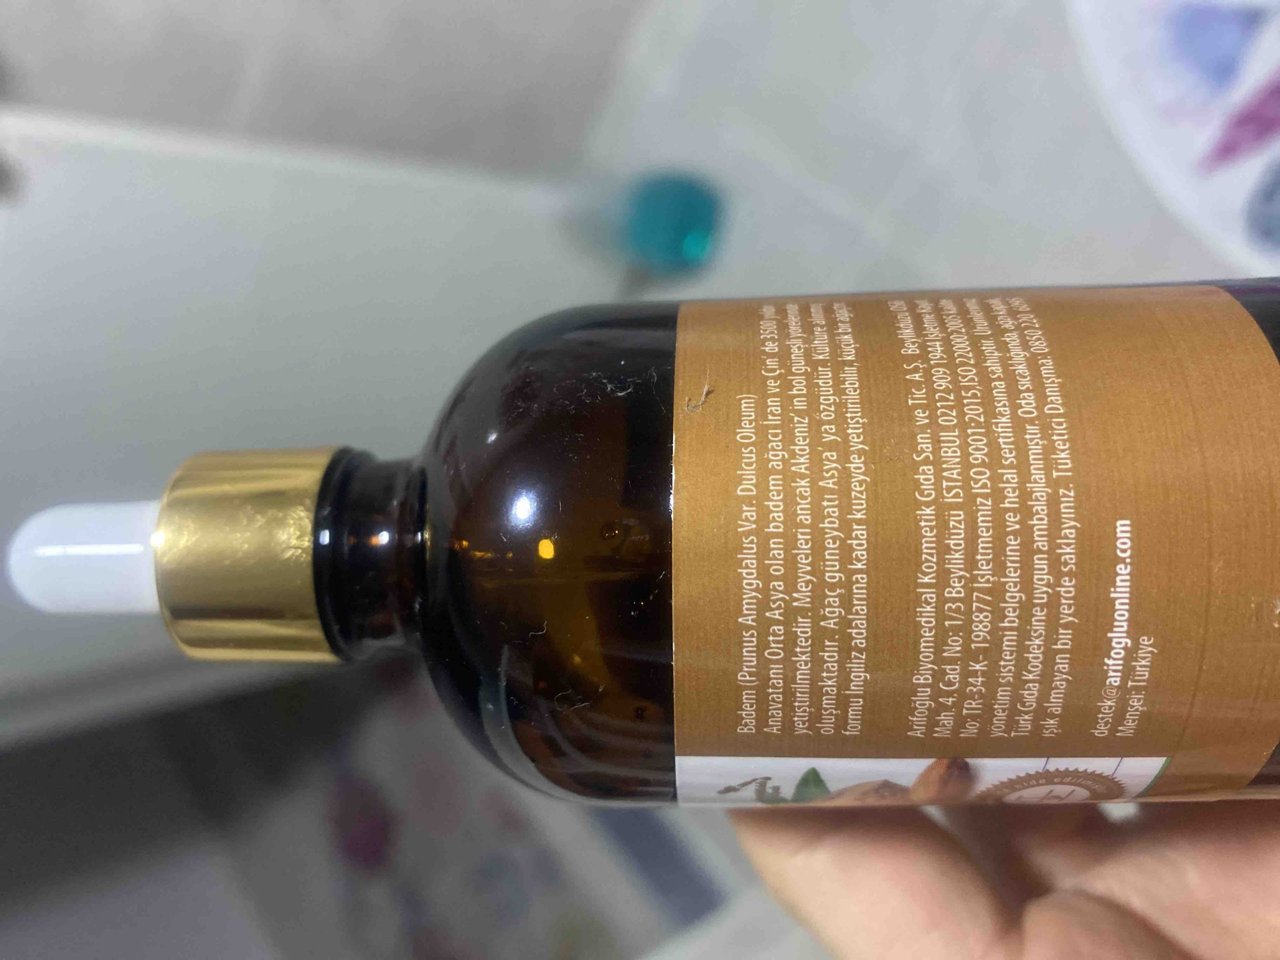 Badem (Prunus Amygdalus Var. Dulcus Oleum)
Anavatanı Orta Asya olan badem ağacı İran ve Çin' de 3500 yıldır
yetiştirilmektedir. Meyveleri ancak Akdeniz' in bol güneşli yörelerinde
oluşmaktadır. Ağaç güneybatı Asya' ya özgüdür. Kültüre alınmış
formu İngiliz adalarına kadar kuzeyde yetiştirilebilir, küçük bir ağaçtır.
Arifoğlu Biyomedikal Kozmetik Gıda San. ve Tic. A.Ş. Beylikdüzü OSB
Mah. 4. Cad. No: 1/3 Beylikdüzü İSTANBUL 0212 909 1944 İşletme Kayıt
No: TR-34-K- 198877 İşletmemiz ISO 9001:2015,ISO 22000:2005 kalite
yönetim sistemi belgelerine ve helal sertifikasına sahiptir. Ürünlerimiz
Türk Gıda Kodeksine uygun ambalajlanmıştır. Oda sıcaklığında, ağzı kapalı,
ışık almayan bir yerde saklayınız. Tüketici Danışma: 0850 220
destek@arifogluonline.com
Menşei: Türkiye